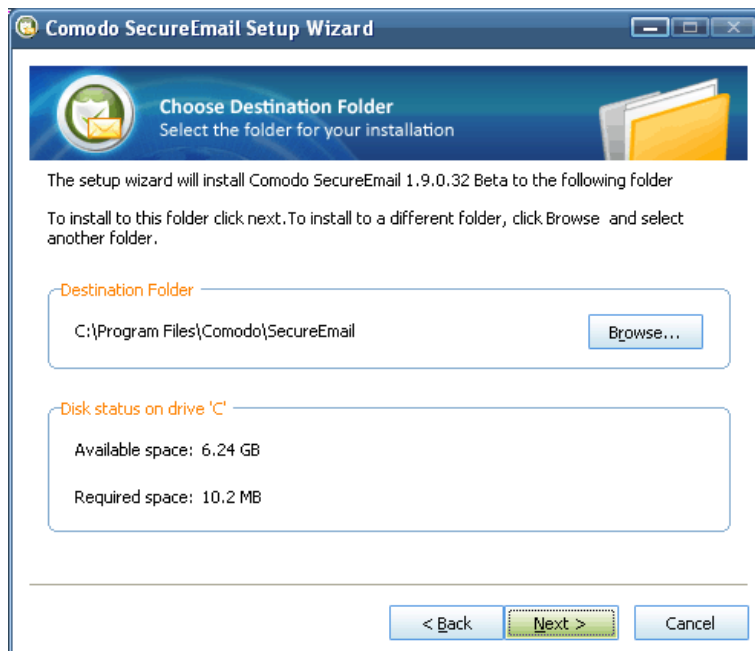 Comodo SecureEmail Setup Wizard
Choose Destination Folder
Select the folder for your installation
The setup wizard will install Comodo SecureEmail 1.9.0.32 Beta to the following folder
To install to this folder click next.To install to a different folder, click Browse and select
another folder.
Destination Folder
C:\Program Files\Comodo\SecureEmail
Browse...
Disk status on drive 'C'
Available space: 6.24 GB
Required space: 10.2 MB
< Back
Next >
Cancel